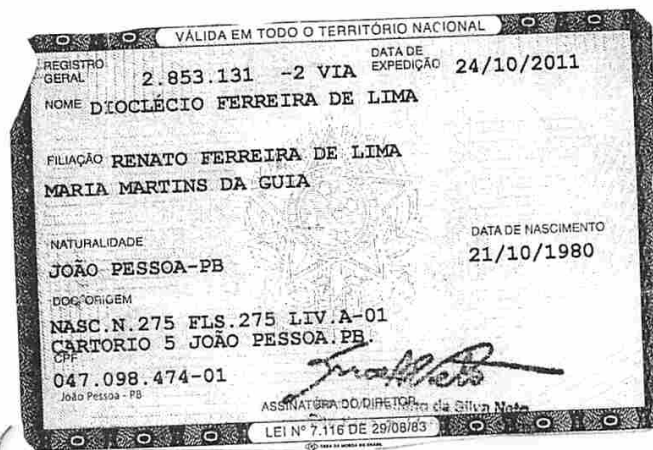 VÁLIDA EM TODO O TERRITÓRIO NACIONAL
REGISTRO GERAL 2.853.131 -2 VIA DATA DE EXPEDIÇÃO 24/10/2011
NOME DIOCLÉCIO FERREIRA DE LIMA
FILIAÇÃO RENATO FERREIRA DE LIMA
MARIA MARTINS DA GUIA
NATURALIDADE DATA DE NASCIMENTO
JOÃO PESSOA-PB 21/10/1980
DOC ORIGEM
NASC.N.275 FLS.275 LIV.A-01
CARTORIO 5 JOÃO PESSOA.PB.
CPF
047.098.474-01
João Pessoa - PB
ASSINATURA DO DIRETOR da Silva Neto
LEI Nº 7.116 DE 29/08/83